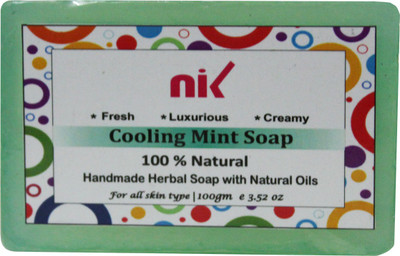 nik
* Fresh * Luxurious * Creamy
Cooling Mint Soap
100 % Natural
Handmade Herbal Soap with Natural Oils
For all skin type | 100gm e 3.52 oz